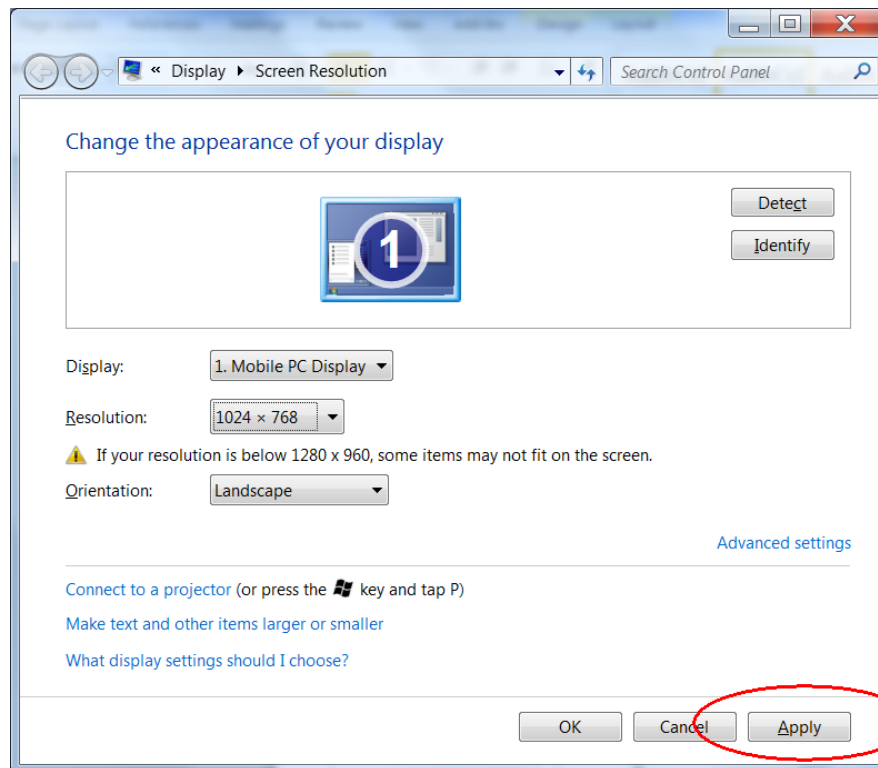 « Display ▸ Screen Resolution
Search Control Panel
Change the appearance of your display
1
Detect
Identify
Display: 1. Mobile PC Display
Resolution: 1024 × 768
If your resolution is below 1280 x 960, some items may not fit on the screen.
Orientation: Landscape
Advanced settings
Connect to a projector (or press the key and tap P)
Make text and other items larger or smaller
What display settings should I choose?
OK Cancel Apply